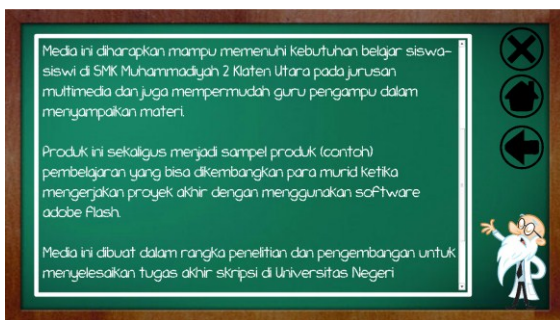 Media ini diharapkan mampu memenuhi kebutuhan belajar siswa-
siswi di SMK Muhammadiyah 2 Klaten Utara pada jurusan
multimedia dan juga mempermudah guru pengampu dalam
menyampaikan materi.
Produk ini sekaligus menjadi sampel produk (contoh)
pembelajaran yang bisa dikembangkan para murid ketika
mengerjakan proyek akhir dengan menggunakan software
adobe flash.
Media ini dibuat dalam rangka penelitian dan pengembangan untuk
menyelesaikan tugas akhir skripsi di Universitas Negeri